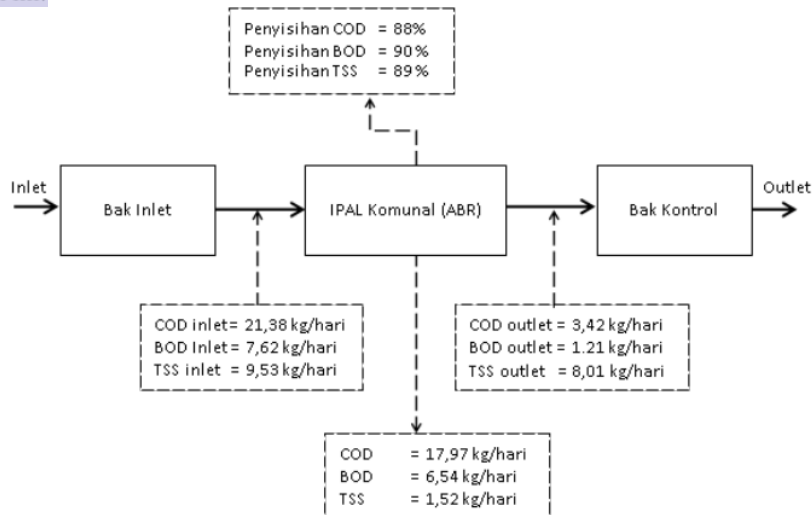 Penyisihan COD = 88%
Penyisihan BOD = 90%
Penyisihan TSS = 89%
Inlet
Bak Inlet
IPAL Komunal (ABR)
Bak Kontrol
Outlet
COD inlet= 21,38 kg/hari
BOD Inlet= 7,62 kg/hari
TSS inlet = 9,53 kg/hari
COD outlet = 3,42 kg/hari
BOD outlet = 1.21 kg/hari
TSS outlet = 8,01 kg/hari
COD = 17,97 kg/hari
BOD = 6,54 kg/hari
TSS = 1,52 kg/hari